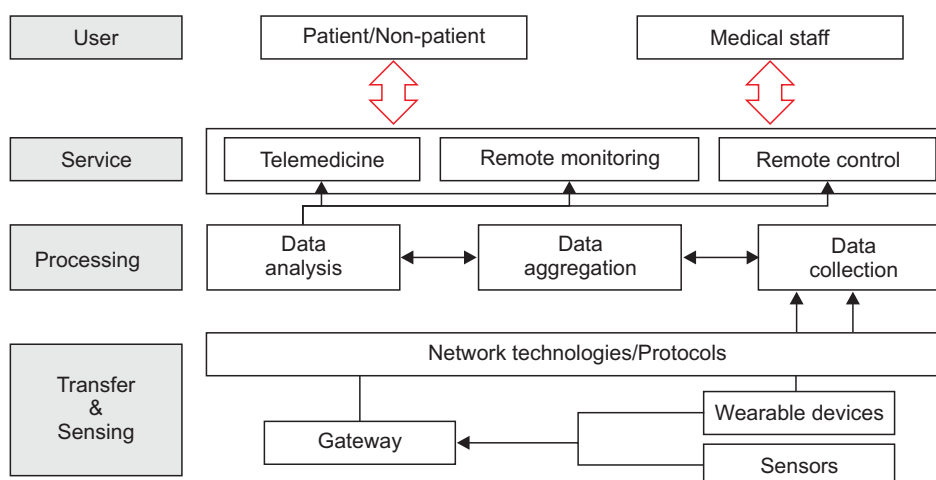 User
Patient/Non-patient
Medical staff
Service
Telemedicine
Remote monitoring
Remote control
Processing
Data
analysis
Data
aggregation
Data
collection
Transfer
&
Sensing
Network technologies/Protocols
Gateway
Wearable devices
Sensors